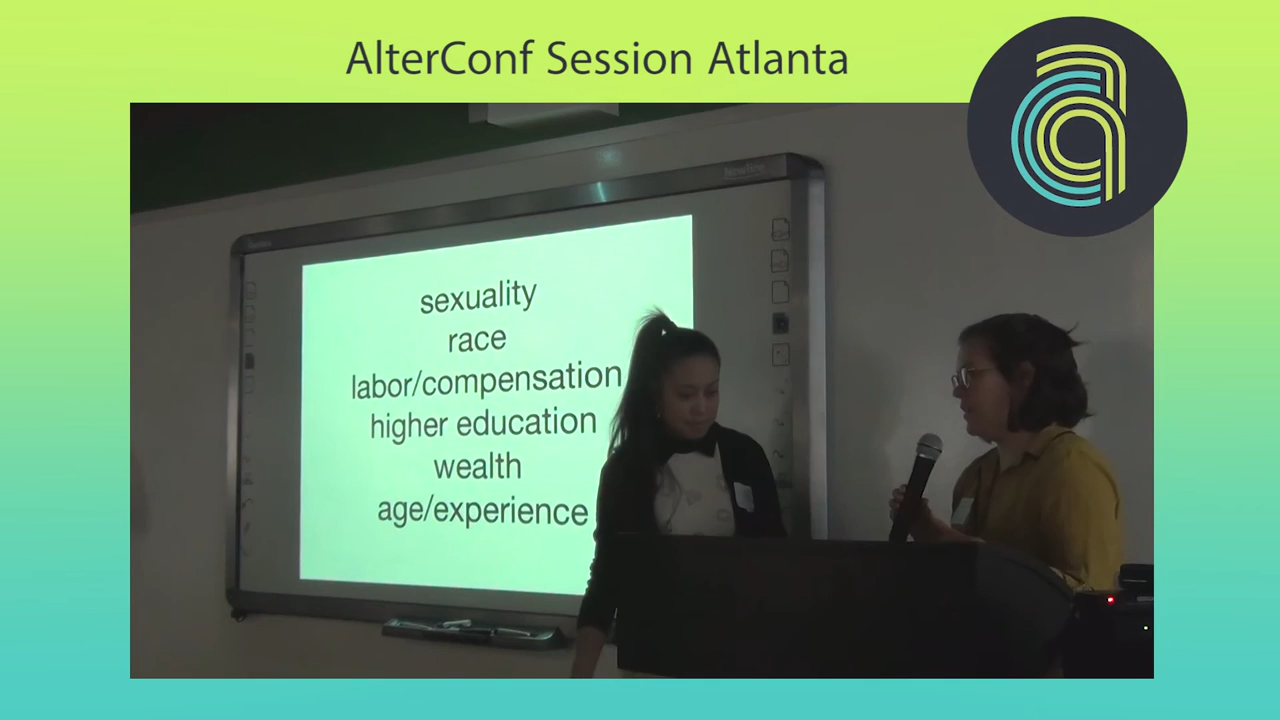 AlterConf Session Atlanta
sexuality
race
labor/compensation
higher education
wealth
age/experience